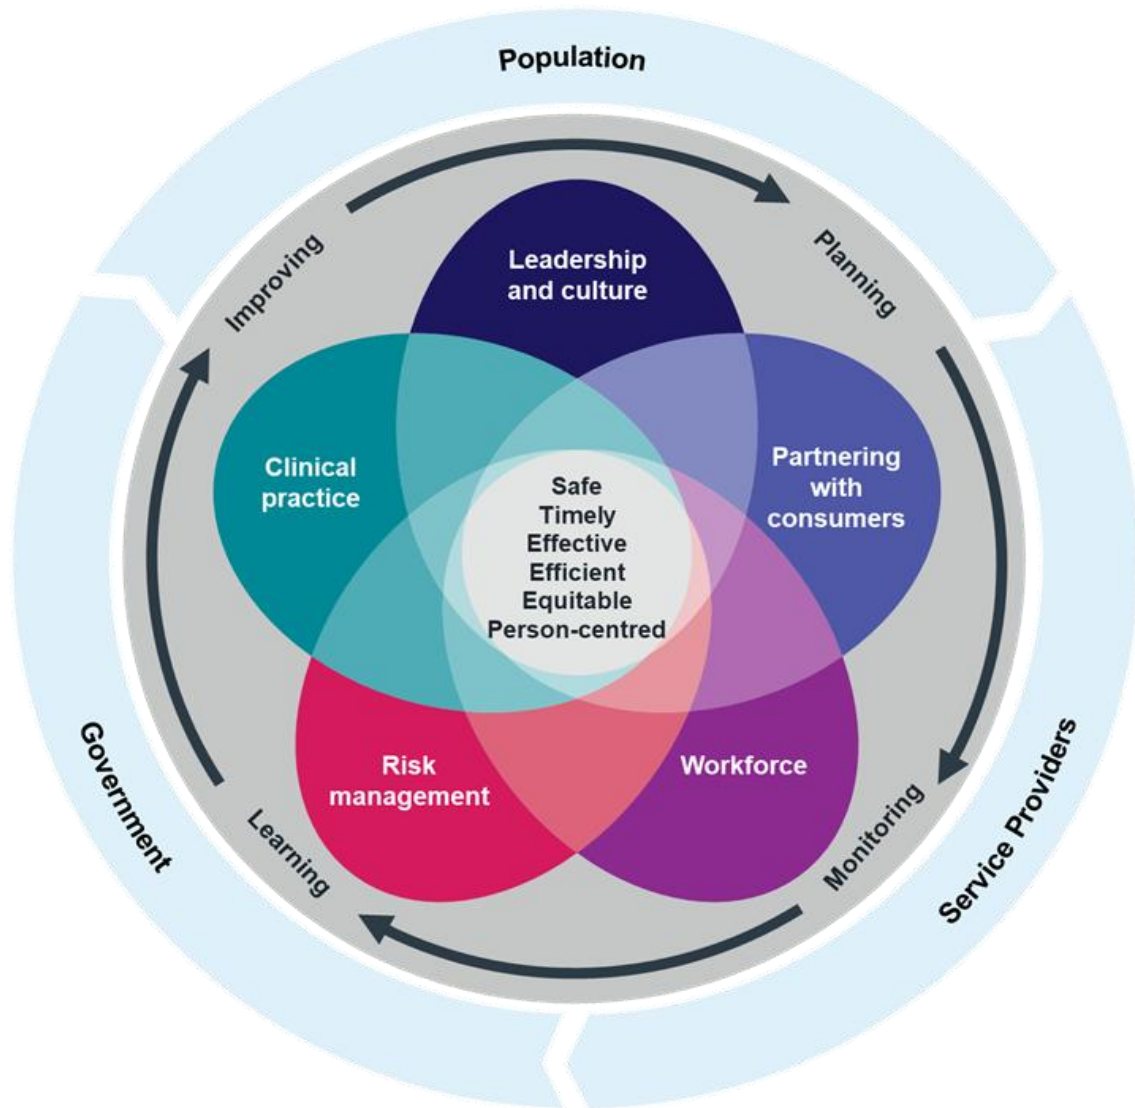 Population
Improving
Planning
Leadership
and culture
Clinical
practice
Partnering
with
consumers
Safe
Timely
Effective
Efficient
Equitable
Person-centred
Risk
management
Workforce
Learning
Monitoring
Government
Service Providers